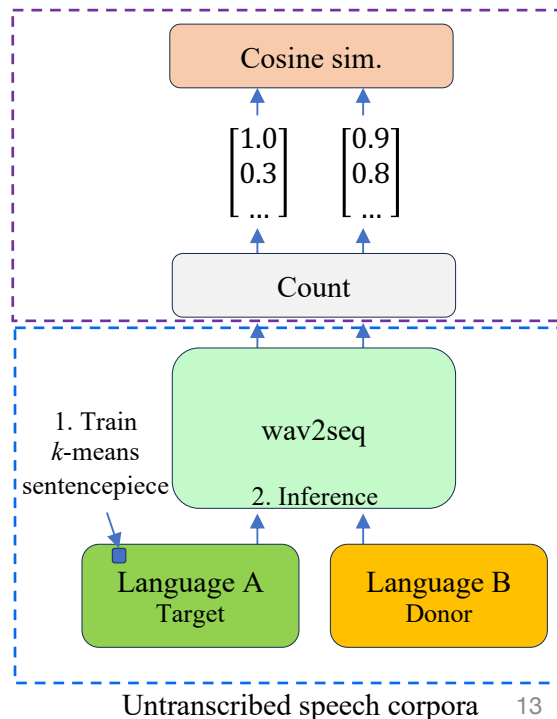 Cosine sim.
[1.0 0.3 ...]
[0.9 0.8 ...]
Count
wav2seq
1. Train
k-means
sentencepiece
2. Inference
Language A
Target
Language B
Donor
Untranscribed speech corpora
13